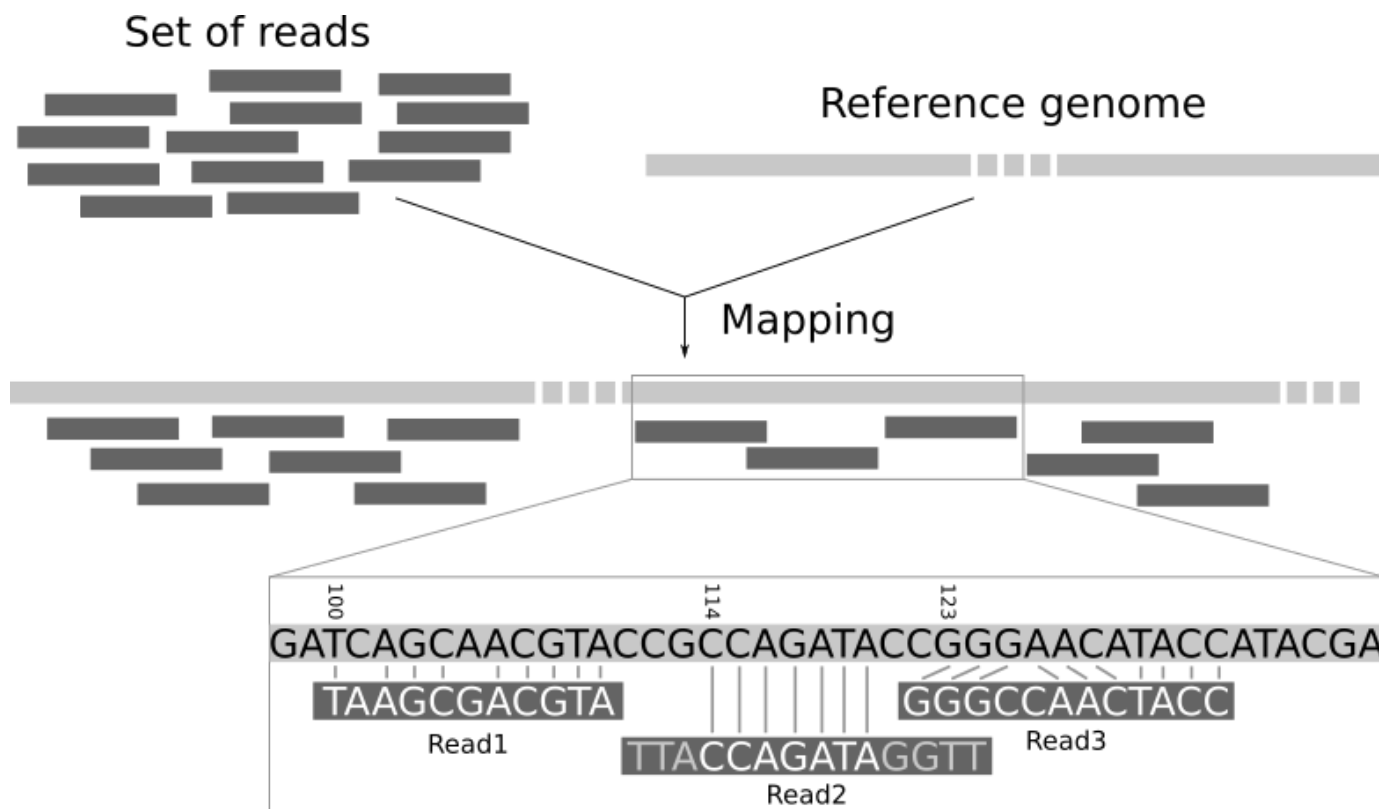 Set of reads
Reference genome
Mapping
100 114 123
GATCAGCAACGTACCGCCAGATACCGGGAACATACCATACGA
TAAGCGACGTA
GGGCCAACTACC
Read1
Read3
TTACCAGATAGGTT
Read2